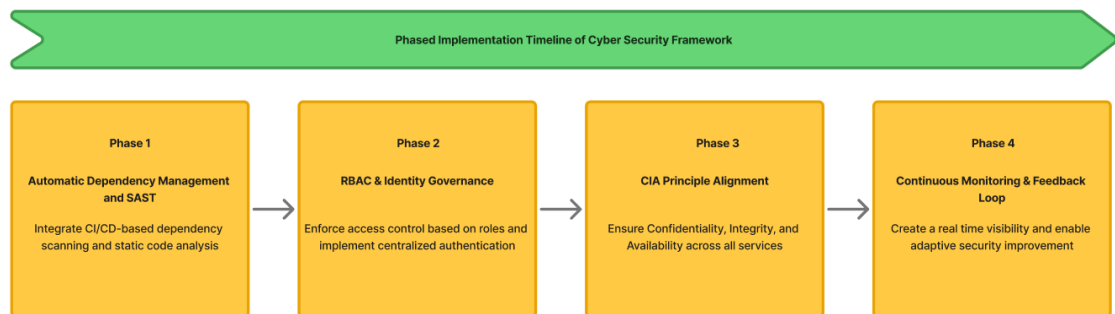 Phased Implementation Timeline of Cyber Security Framework
Phase 1
Automatic Dependency Management
and SAST
Integrate CI/CD-based dependency
scanning and static code analysis
Phase 2
RBAC & Identity Governance
Enforce access control based on roles and
implement centralized authentication
Phase 3
CIA Principle Alignment
Ensure Confidentiality, Integrity, and
Availability across all services
Phase 4
Continuous Monitoring & Feedback
Loop
Create a real time visibility and enable
adaptive security improvement